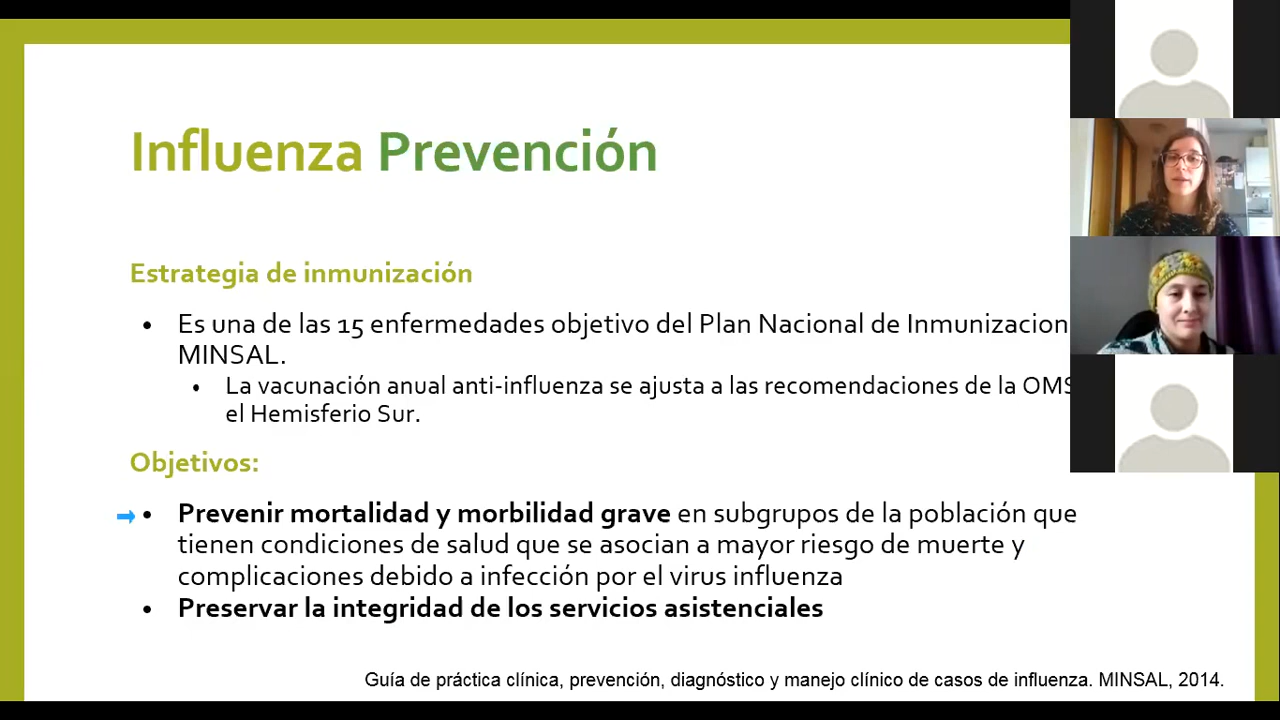 Influenza Prevención
Estrategia de inmunización
• Es una de las 15 enfermedades objetivo del Plan Nacional de Inmunizacion
MINSAL.
• La vacunación anual anti-influenza se ajusta a las recomendaciones de la OMS
el Hemisferio Sur.
Objetivos:
• Prevenir mortalidad y morbilidad grave en subgrupos de la población que
tienen condiciones de salud que se asocian a mayor riesgo de muerte y
complicaciones debido a infección por el virus influenza
• Preservar la integridad de los servicios asistenciales
Guía de práctica clínica, prevención, diagnóstico y manejo clínico de casos de influenza. MINSAL, 2014.